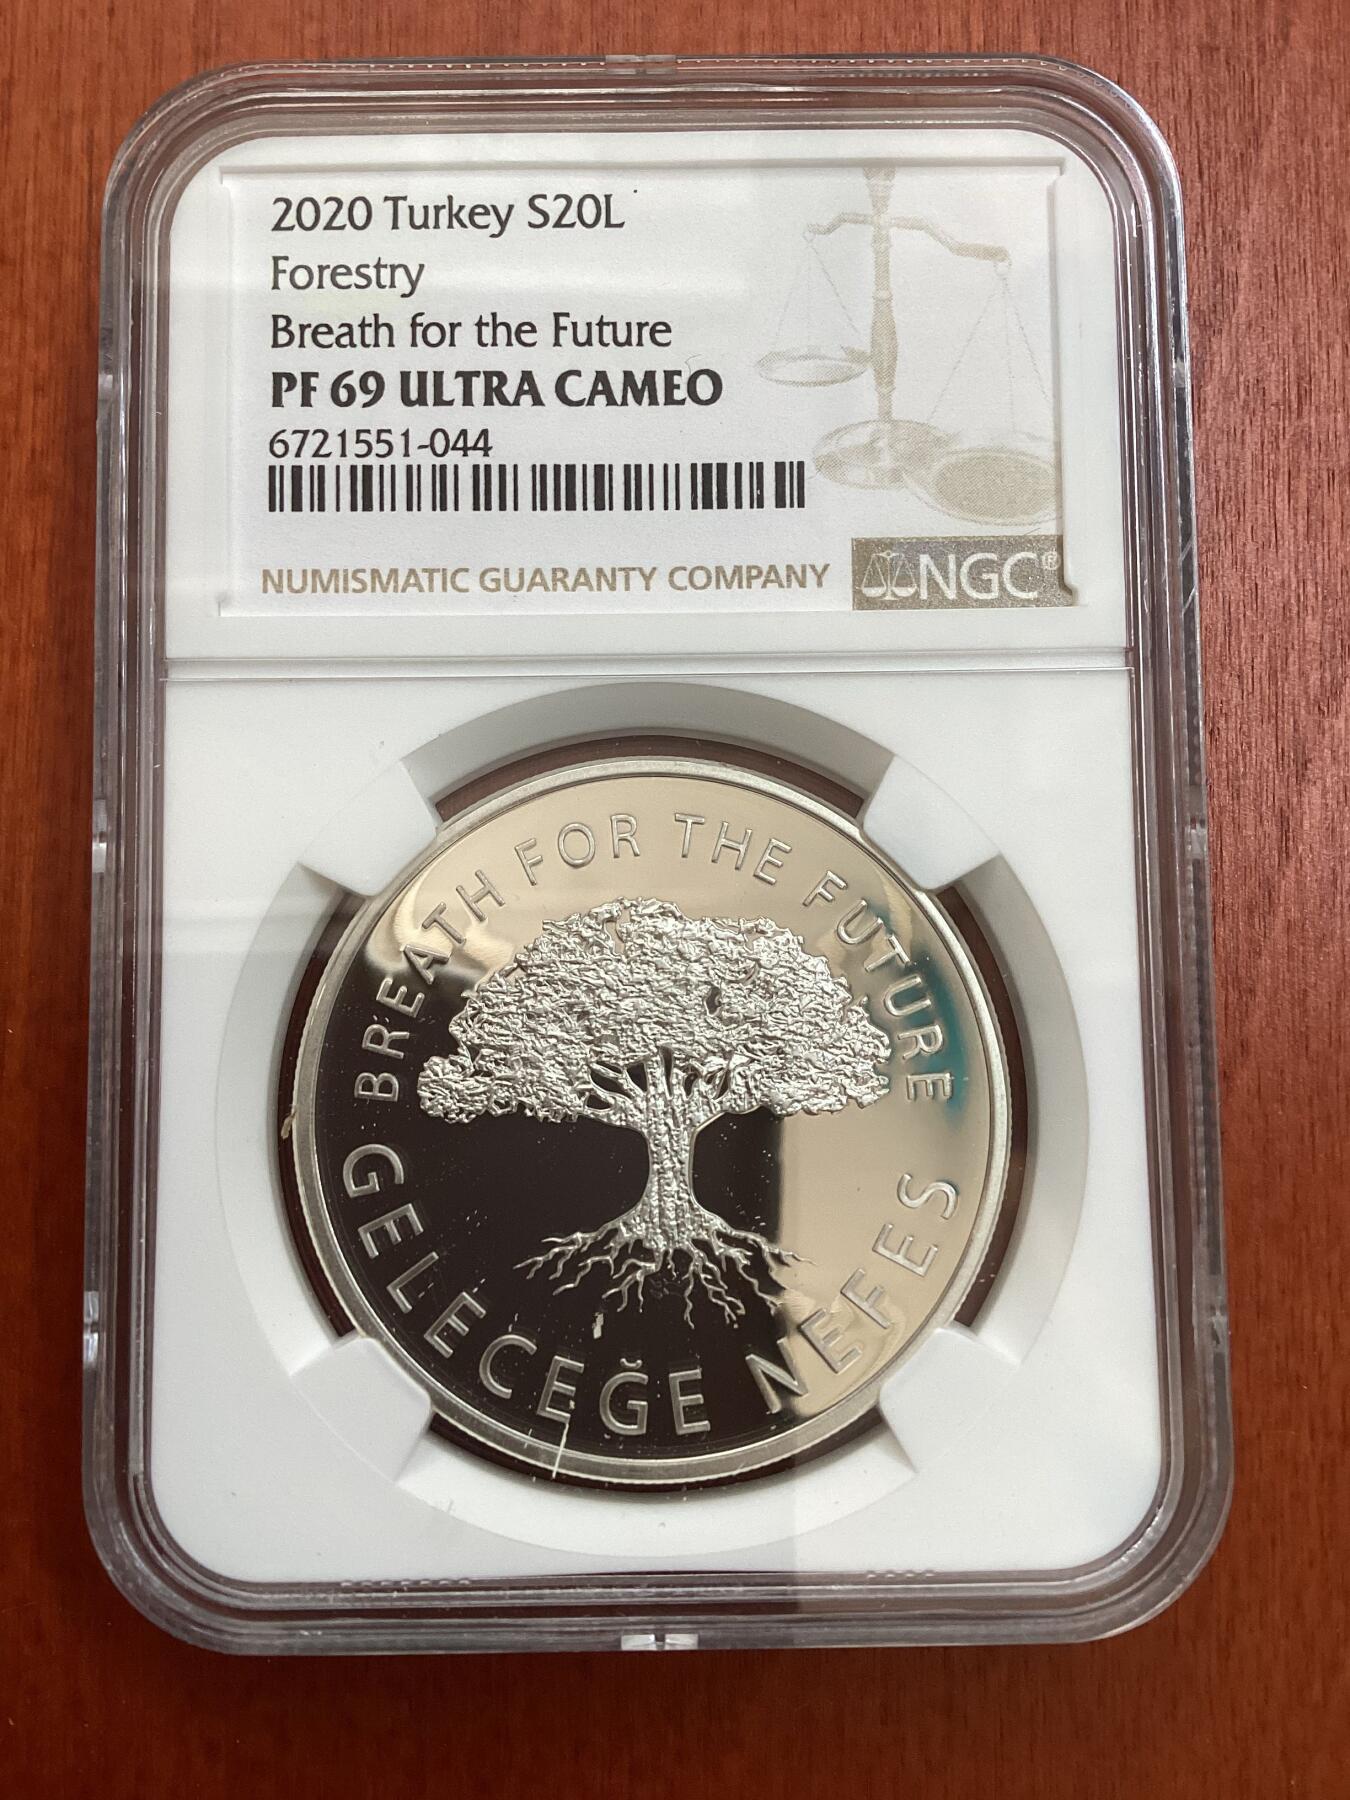 2020 Turkey S20L
Forestry
Breath for the Future
PF 69 ULTRA CAMEO
6721551-044
NUMISMATIC GUARANTY COMPANY
NGC®
BREATH FOR THE FUTURE
GELECEĞE NEFES